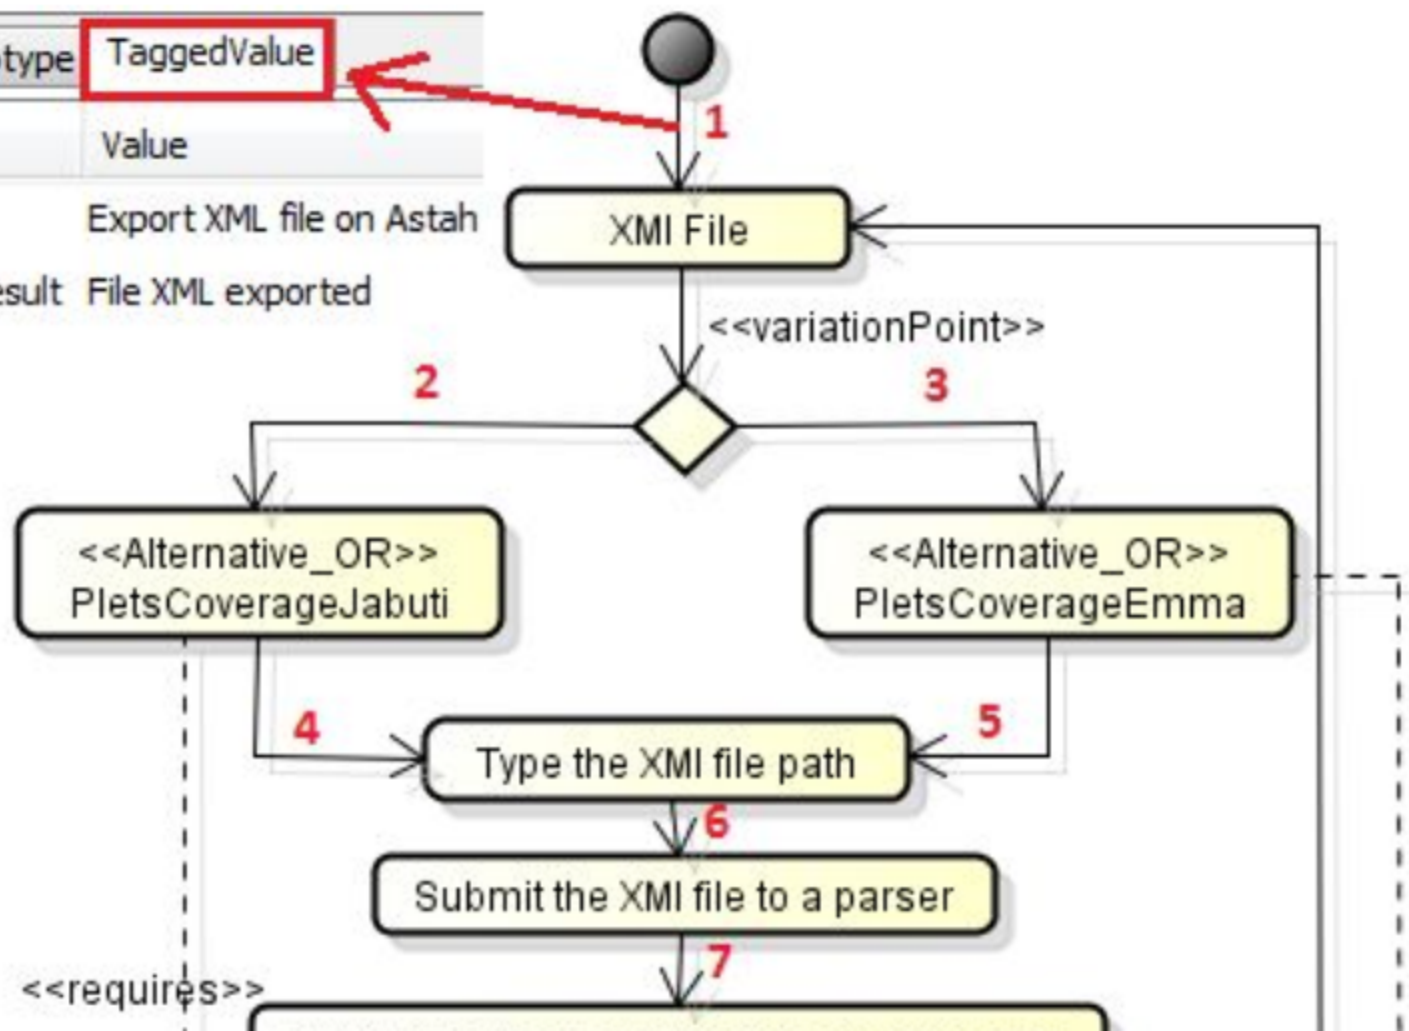 otype TaggedValue
1
Value
Export XML file on Astah
esult File XML exported
XMI File
<<variationPoint>>
2
3
<<Alternative_OR>>
PletsCoverageJabuti
<<Alternative_OR>>
PletsCoverageEmma
4
5
Type the XMI file path
6
Submit the XMI file to a parser
7
<<requires>>